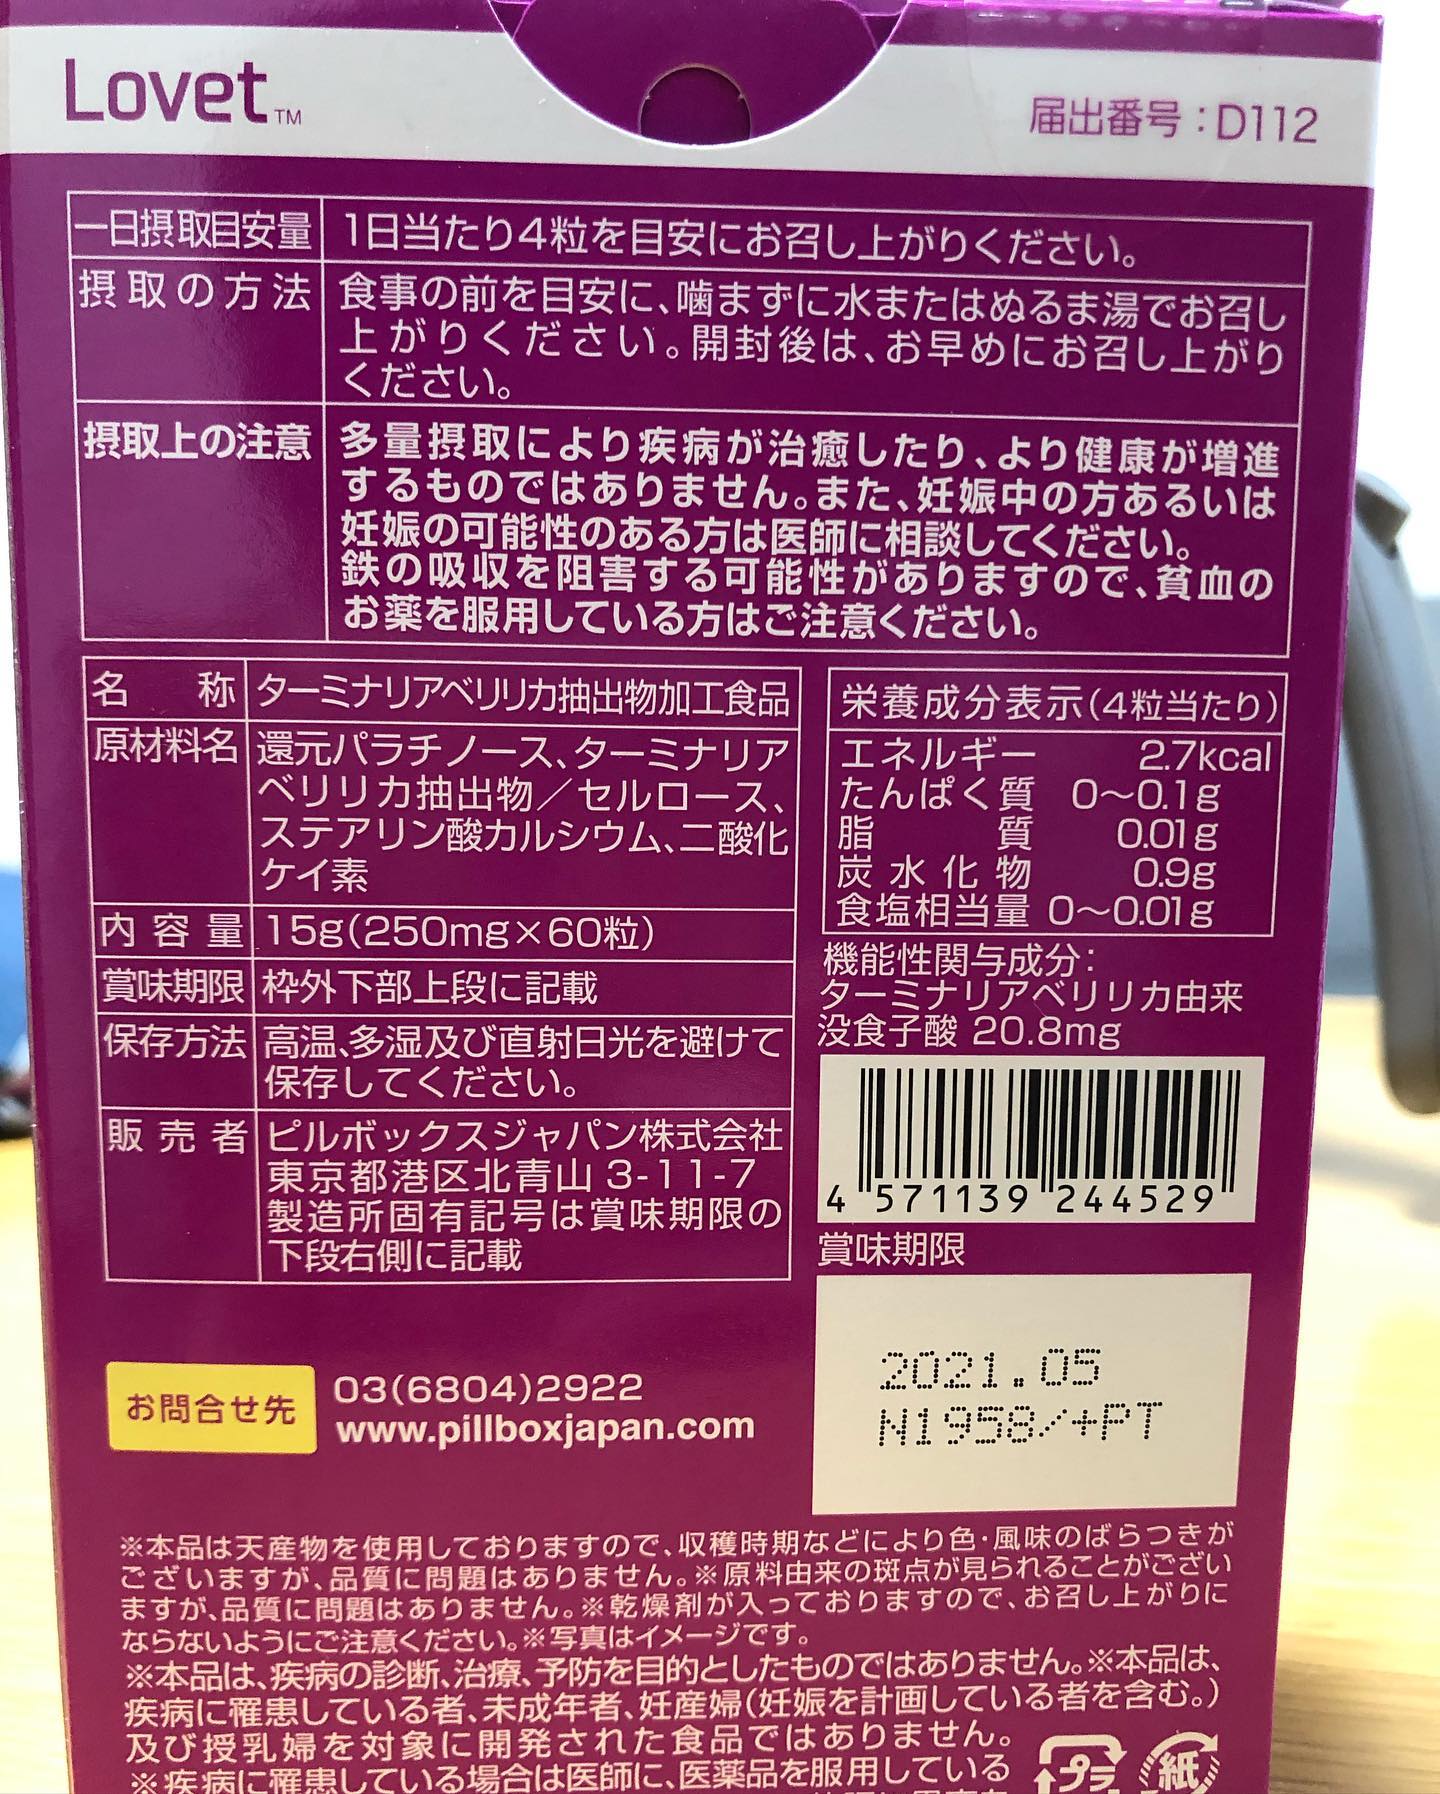 Lovet™
届出番号：D112
一日摂取目安量 1日当たり4粒を目安にお召し上がりください。
摂取の方法 食事の前を目安に、噛まずに水またはぬるま湯でお召し
上がりください。開封後は、お早めにお召し上がり
ください。
摂取上の注意 多量摂取により疾病が治癒したり、より健康が増進
するものではありません。また、妊娠中の方あるいは
妊娠の可能性のある方は医師に相談してください。
鉄の吸収を阻害する可能性がありますので、貧血の
お薬を服用している方はご注意ください。
名称 ターミナリアベリリカ抽出物加工食品
原材料名 還元パラチノース、ターミナリア
ベリリカ抽出物／セルロース、
ステアリン酸カルシウム、二酸化
ケイ素
内容量 15g(250mg×60粒)
賞味期限 枠外下部上段に記載
保存方法 高温、多湿及び直射日光を避けて
保存してください。
販売者 ピルボックスジャパン株式会社
東京都港区北青山 3-11-7
製造所固有記号は賞味期限の
下段右側に記載
栄養成分表示(4粒当たり)
エネルギー 2.7kcal
たんぱく質 0〜0.1g
脂質 0.01g
炭水化物 0.9g
食塩相当量 0〜0.01g
機能性関与成分：
ターミナリアベリリカ由来
没食子酸 20.8mg
4 571139 244529
賞味期限
2021.05
N1958/+PT
お問合せ先 03(6804)2922
www.pillboxjapan.com
※本品は天産物を使用しておりますので、収穫時期などにより色・風味のばらつきが
ございますが、品質に問題はありません。※原料由来の斑点が見られることがござい
ますが、品質に問題はありません。※乾燥剤が入っておりますので、お召し上がりに
ならないようにご注意ください。※写真はイメージです。
※本品は、疾病の診断、治療、予防を目的としたものではありません。※本品は、
疾病に罹患している者、未成年者、妊産婦(妊娠を計画している者を含む。)
及び授乳婦を対象に開発された食品ではありません。
※疾病に罹患している場合は医師に、医薬品を服用している
プラ
紙